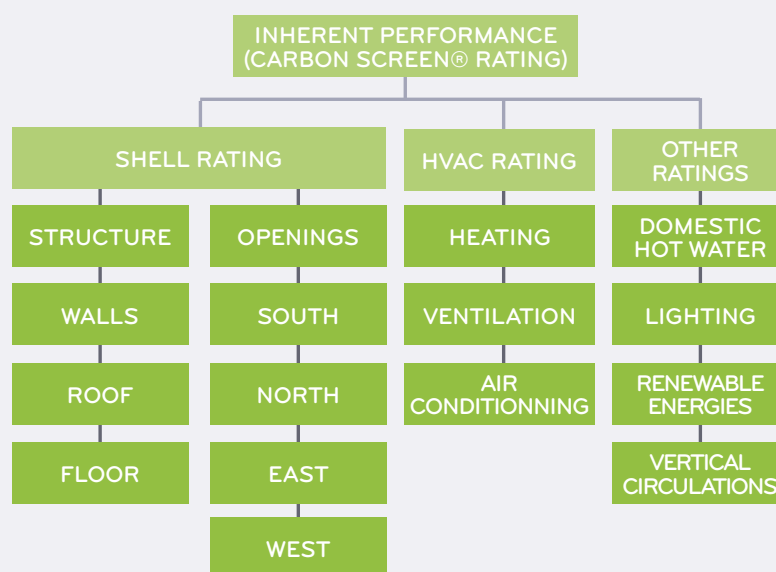 INHERENT PERFORMANCE
(CARBON SCREEN® RATING)
SHELL RATING
HVAC RATING
OTHER
RATINGS
STRUCTURE
WALLS
ROOF
FLOOR
OPENINGS
SOUTH
NORTH
EAST
WEST
HEATING
VENTILATION
AIR
CONDITIONNING
DOMESTIC
HOT WATER
LIGHTING
RENEWABLE
ENERGIES
VERTICAL
CIRCULATIONS